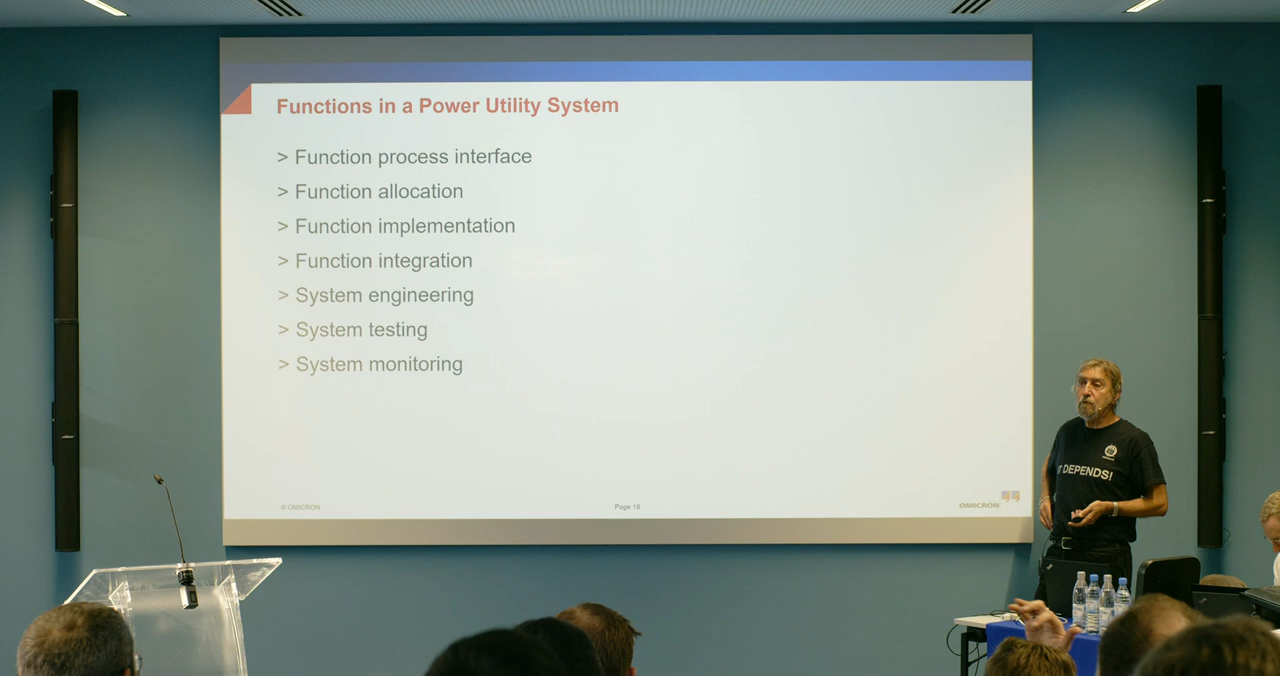 Functions in a Power Utility System
> Function process interface
> Function allocation
> Function implementation
> Function integration
> System engineering
> System testing
> System monitoring
© OMICRON
Page 18
OMICRON
IT DEPENDS!